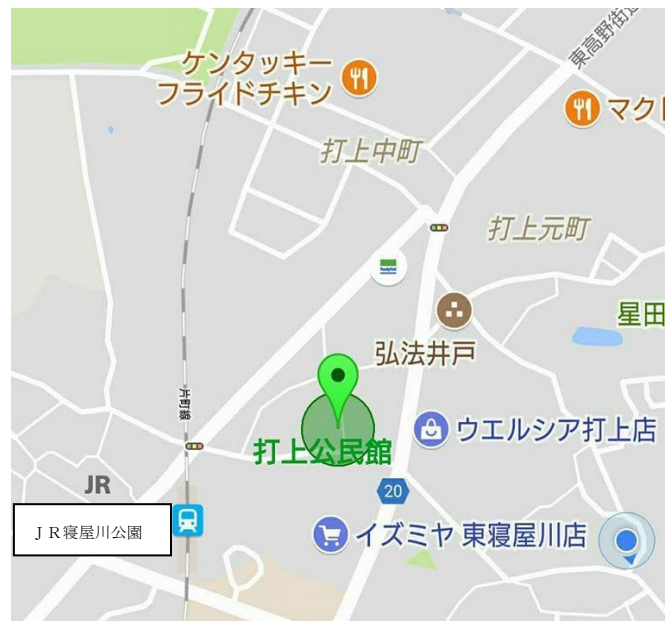 東高野街道
ケンタッキー
フライドチキン
マクド
打上中町
打上元町
FamilyMart
星田
弘法井戸
片町線
打上公民館
ウエルシア打上店
JR
20
ＪＲ寝屋川公園
イズミヤ 東寝屋川店